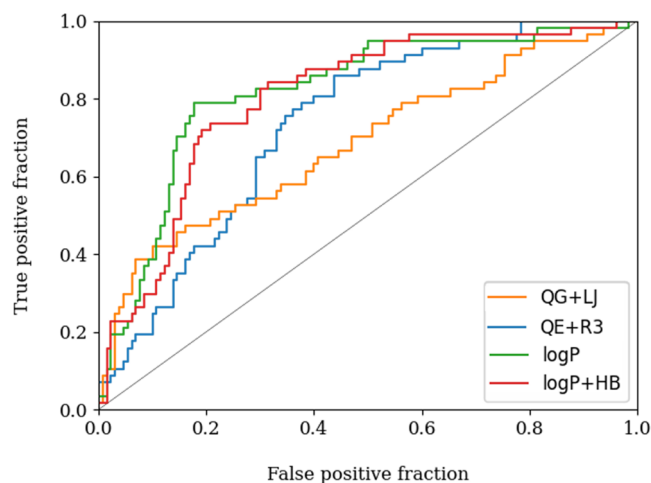 1.0
0.8
0.6
0.4
0.2
0.0
True positive fraction
QG+LJ
QE+R3
logP
logP+HB
0.0 0.2 0.4 0.6 0.8 1.0
False positive fraction